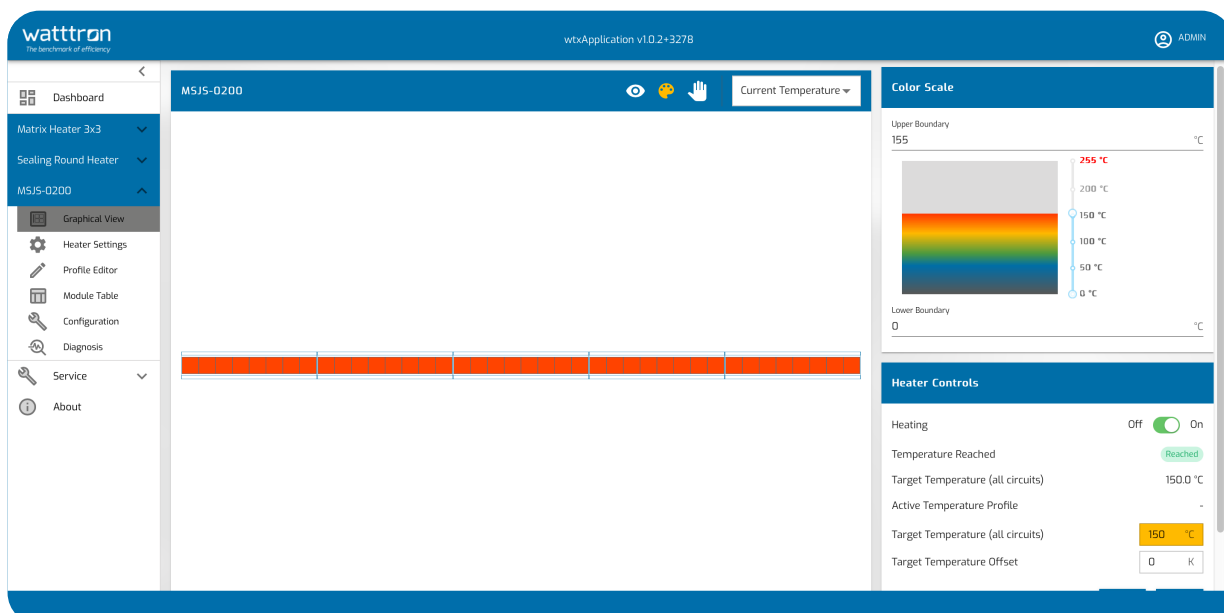 watttron
The benchmark of efficiency
wtxApplication v1.0.2+3278
ADMIN
Dashboard
Matrix Heater 3x3
Sealing Round Heater
MSJS-0200
Graphical View
Heater Settings
Profile Editor
Module Table
Configuration
Diagnosis
Service
About
MSJS-0200
Current Temperature
Color Scale
Upper Boundary
155 °C
255 °C
200 °C
150 °C
100 °C
50 °C
0 °C
Lower Boundary
0 °C
Heater Controls
Heating Off On
Temperature Reached Reached
Target Temperature (all circuits) 150.0 °C
Active Temperature Profile -
Target Temperature (all circuits) 150 °C
Target Temperature Offset 0 K